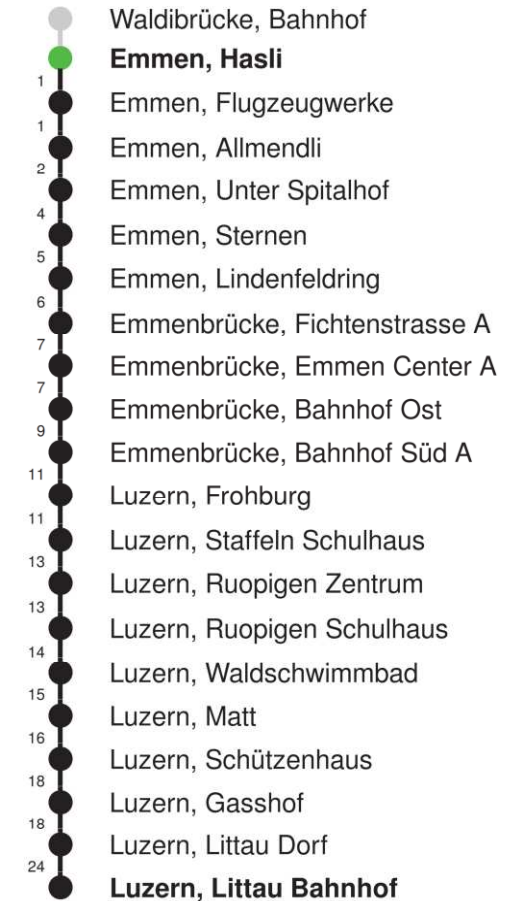 Waldibrücke, Bahnhof
Emmen, Hasli
1
Emmen, Flugzeugwerke
1
Emmen, Allmendli
2
Emmen, Unter Spitalhof
4
Emmen, Sternen
5
Emmen, Lindenfeldring
6
Emmenbrücke, Fichtenstrasse A
7
Emmenbrücke, Emmen Center A
7
Emmenbrücke, Bahnhof Ost
9
Emmenbrücke, Bahnhof Süd A
11
Luzern, Frohburg
11
Luzern, Staffeln Schulhaus
13
Luzern, Ruopigen Zentrum
13
Luzern, Ruopigen Schulhaus
14
Luzern, Waldschwimmbad
15
Luzern, Matt
16
Luzern, Schützenhaus
18
Luzern, Gasshof
18
Luzern, Littau Dorf
24
Luzern, Littau Bahnhof